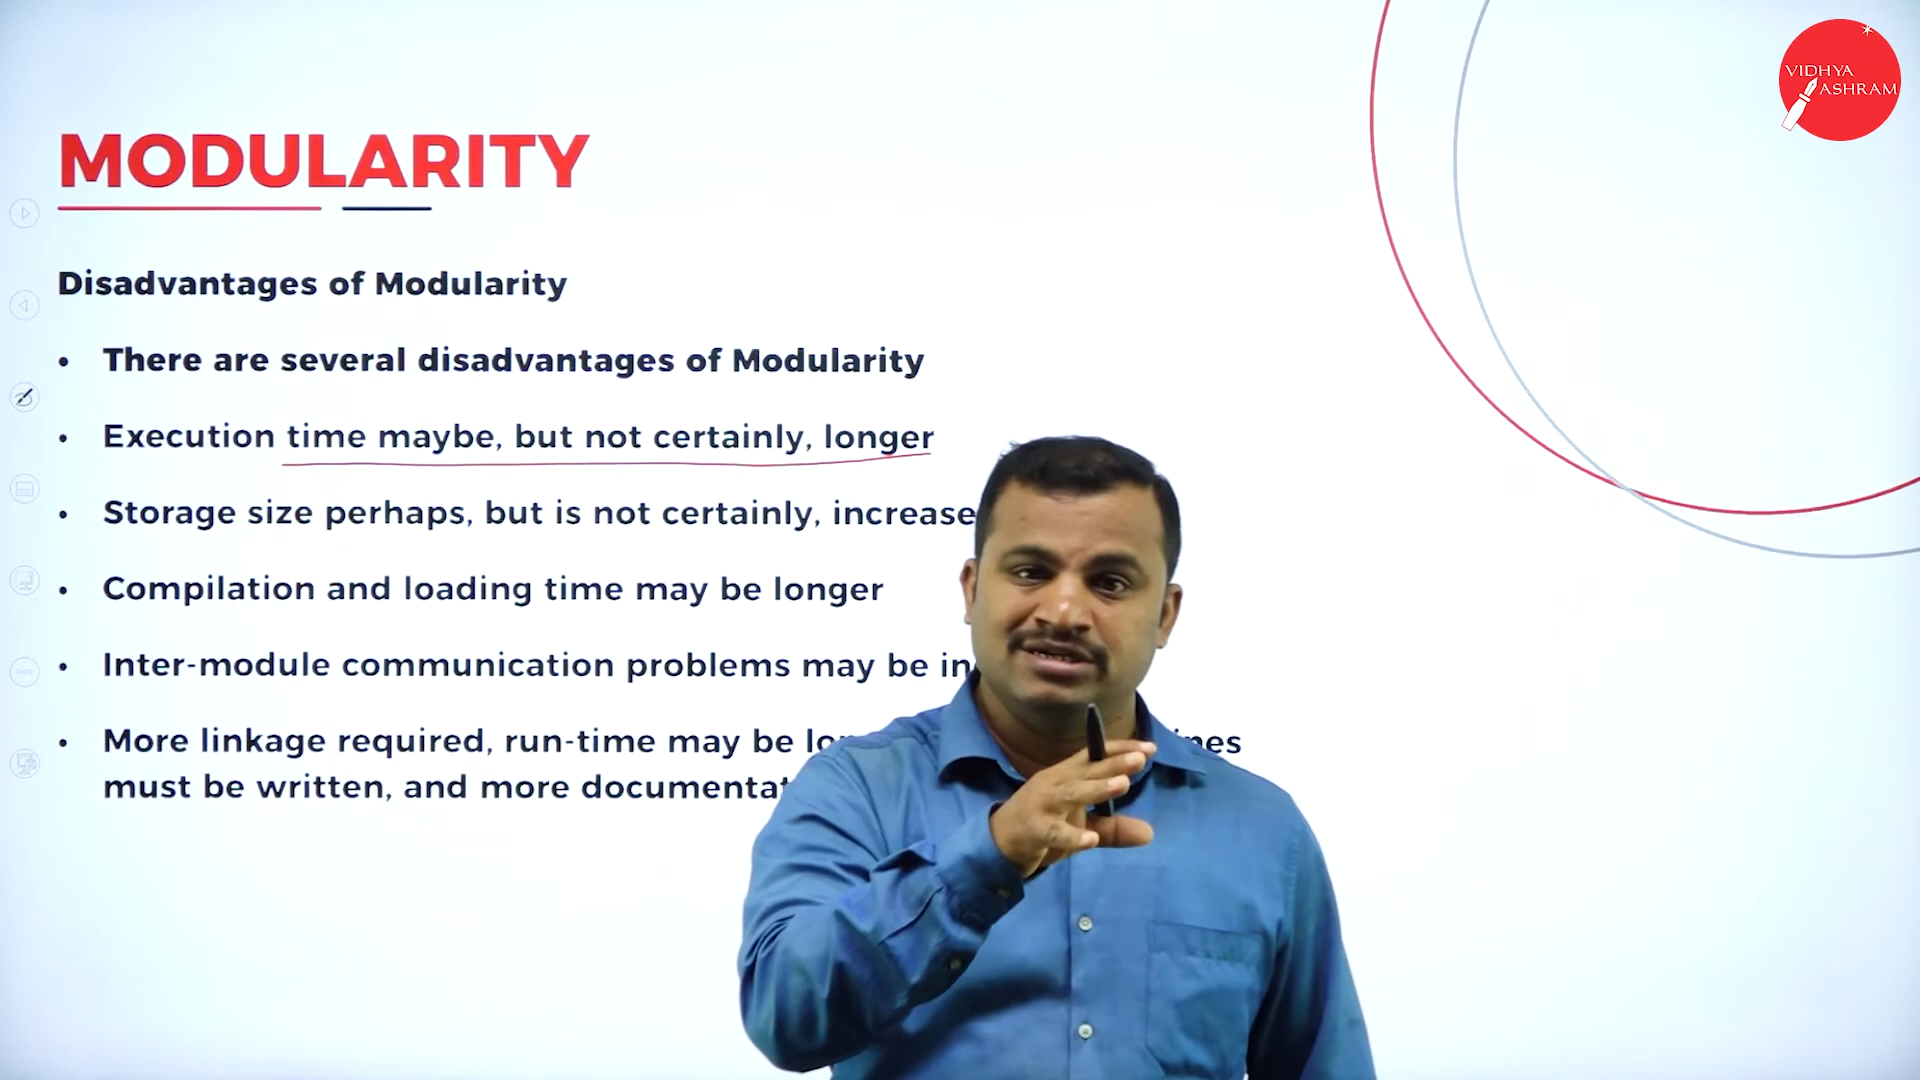 VIDHYA
ASHRAM
MODULARITY
Disadvantages of Modularity
• There are several disadvantages of Modularity
• Execution time maybe, but not certainly, longer
• Storage size perhaps, but is not certainly, increase
• Compilation and loading time may be longer
• Inter-module communication problems may be
• More linkage required, run-time may be
must be written, and more